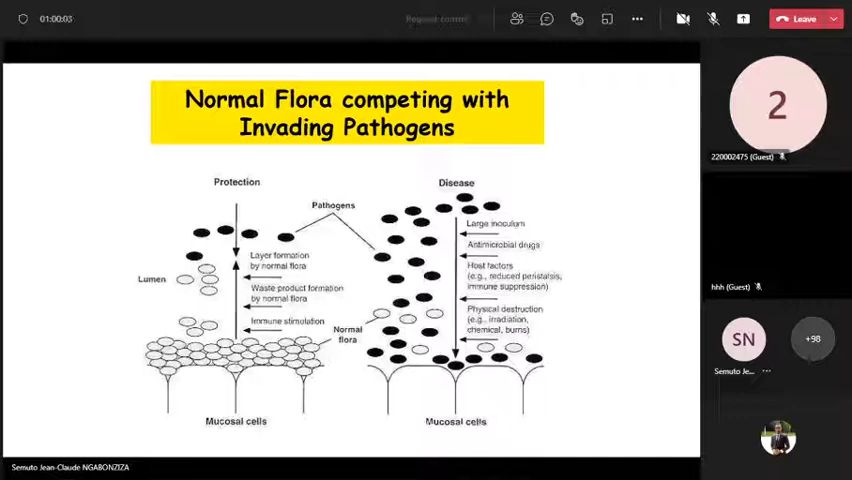 01:00:03
Request control
Leave
Normal Flora competing with
Invading Pathogens
Protection
Disease
Pathogens
Large inoculum
Antimicrobial drugs
Layer formation
by normal flora
Host factors
(e.g., reduced peristalsis,
immune suppression)
Lumen
Waste product formation
by normal flora
Physical destruction
(e.g., irradiation,
chemical, burns)
Immune stimulation
Normal
flora
Mucosal cells
Mucosal cells
2
220002475 (Guest)
hhh (Guest)
SN
+98
Semuto Je...
Semuto Jean-Claude NGABONZIZA